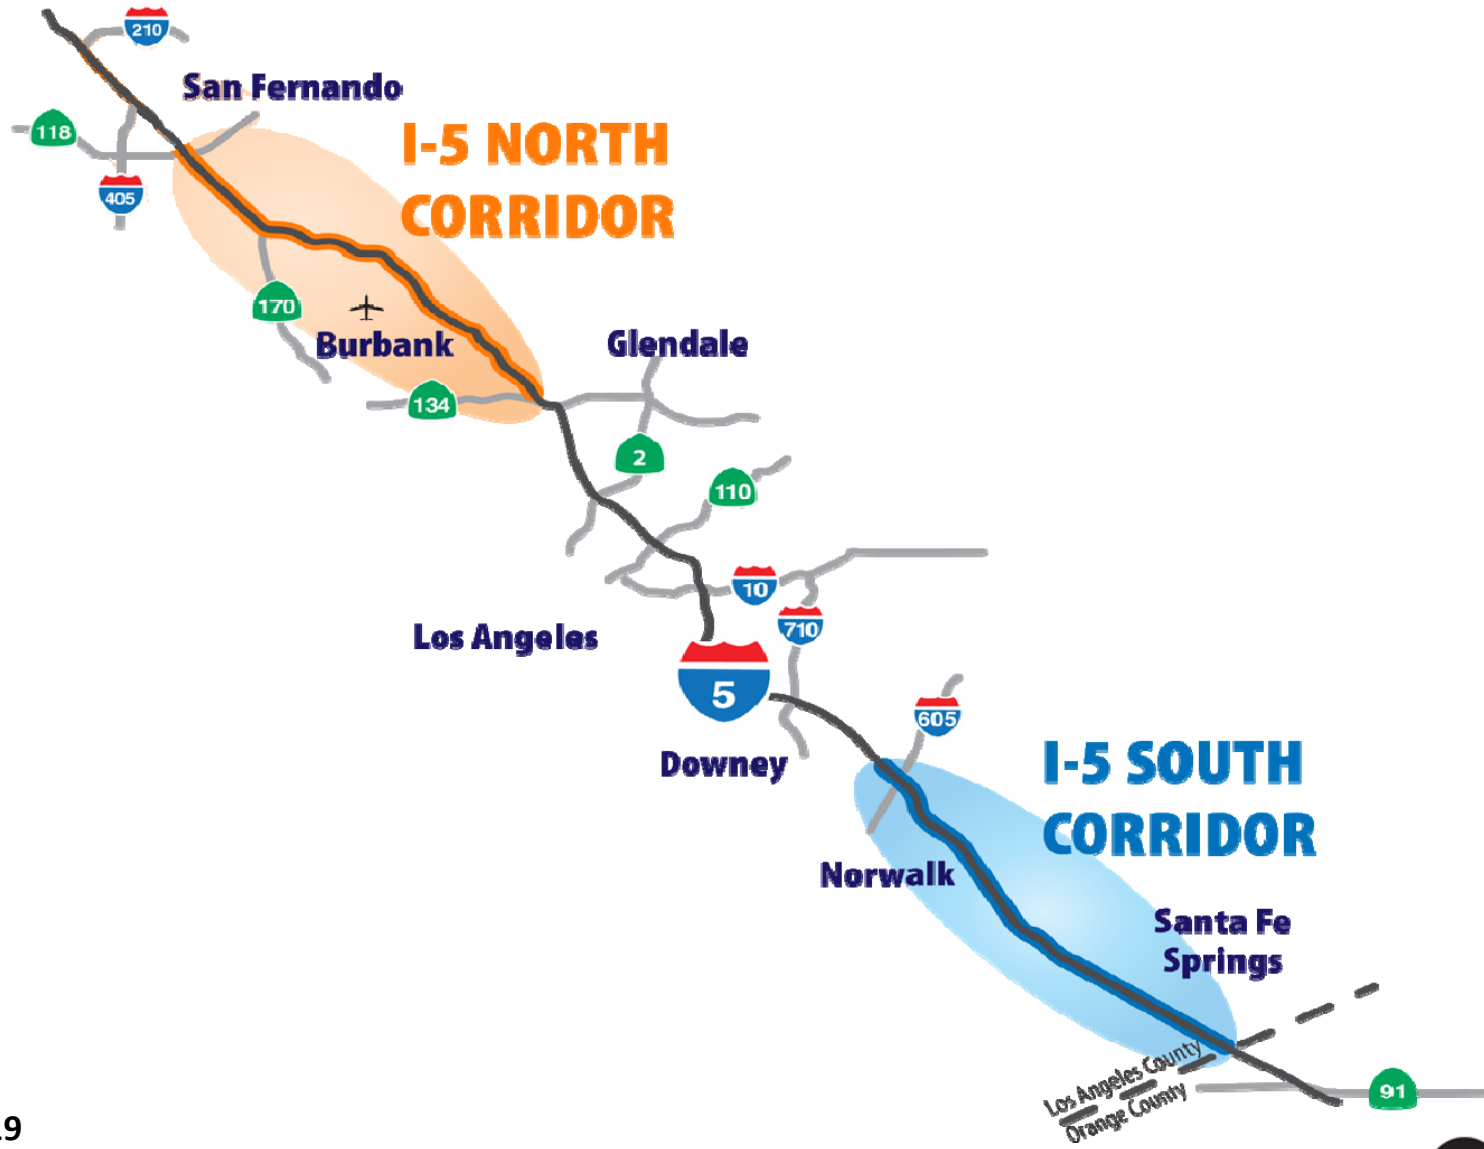 210
San Fernando
118
I-5 NORTH
CORRIDOR
405
170
Burbank
Glendale
134
2
110
10
Los Angeles
710
5
605
Downey
I-5 SOUTH
CORRIDOR
Norwalk
Santa Fe
Springs
Los Angeles County
Orange County
91
9